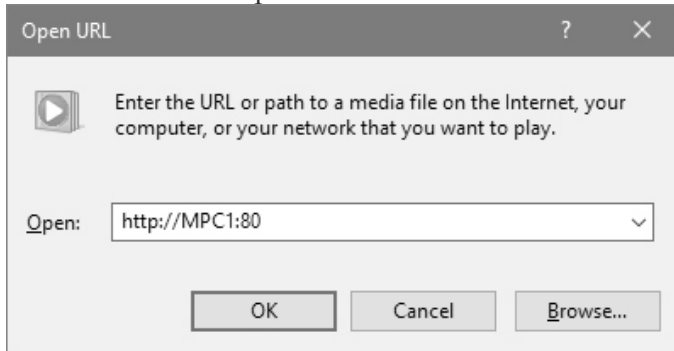 Open URL ? ×
Enter the URL or path to a media file on the Internet, your
computer, or your network that you want to play.
Open: http://MPC1:80
OK Cancel Browse...